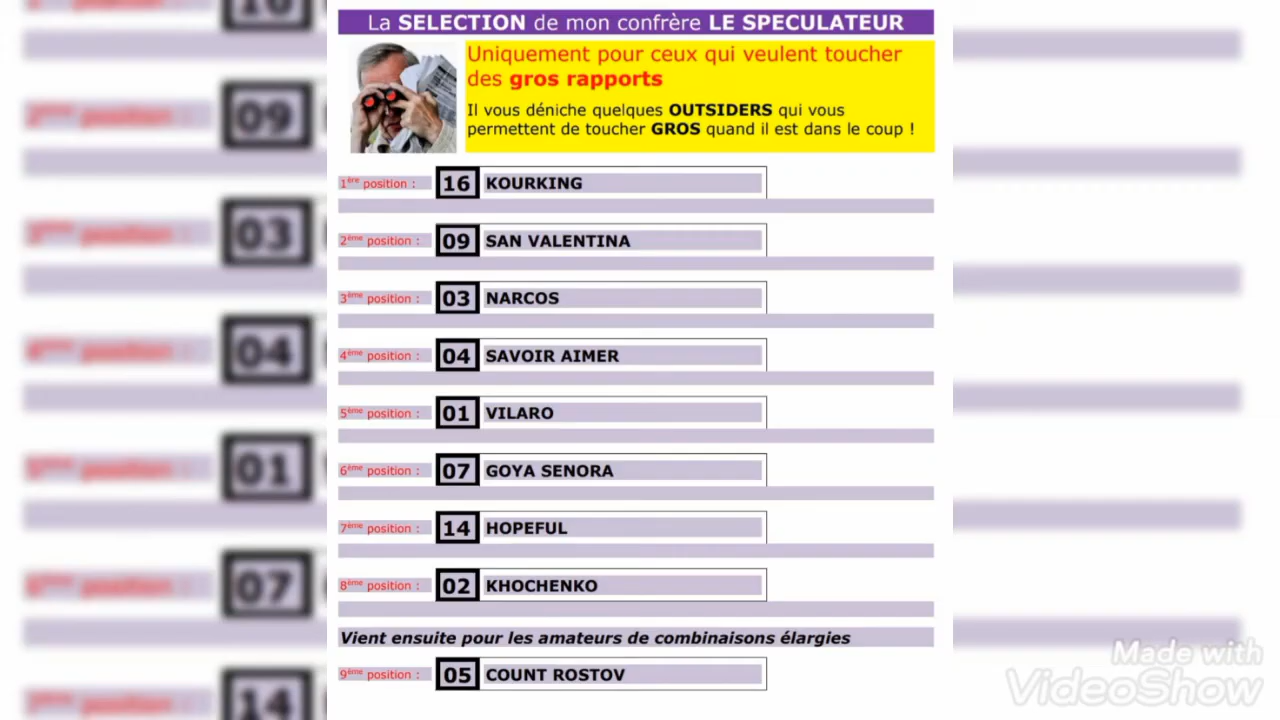 La SELECTION de mon confrère LE SPECULATEUR
Uniquement pour ceux qui veulent toucher
des gros rapports
Il vous déniche quelques OUTSIDERS qui vous
permettent de toucher GROS quand il est dans le coup !
1ère position : 16 KOURKING
2ème position : 09 SAN VALENTINA
3ème position : 03 NARCOS
4ème position : 04 SAVOIR AIMER
5ème position : 01 VILARO
6ème position : 07 GOYA SENORA
7ème position : 14 HOPEFUL
8ème position : 02 KHOCHENKO
Vient ensuite pour les amateurs de combinaisons élargies
9ème position : 05 COUNT ROSTOV
Made with
VideoShow